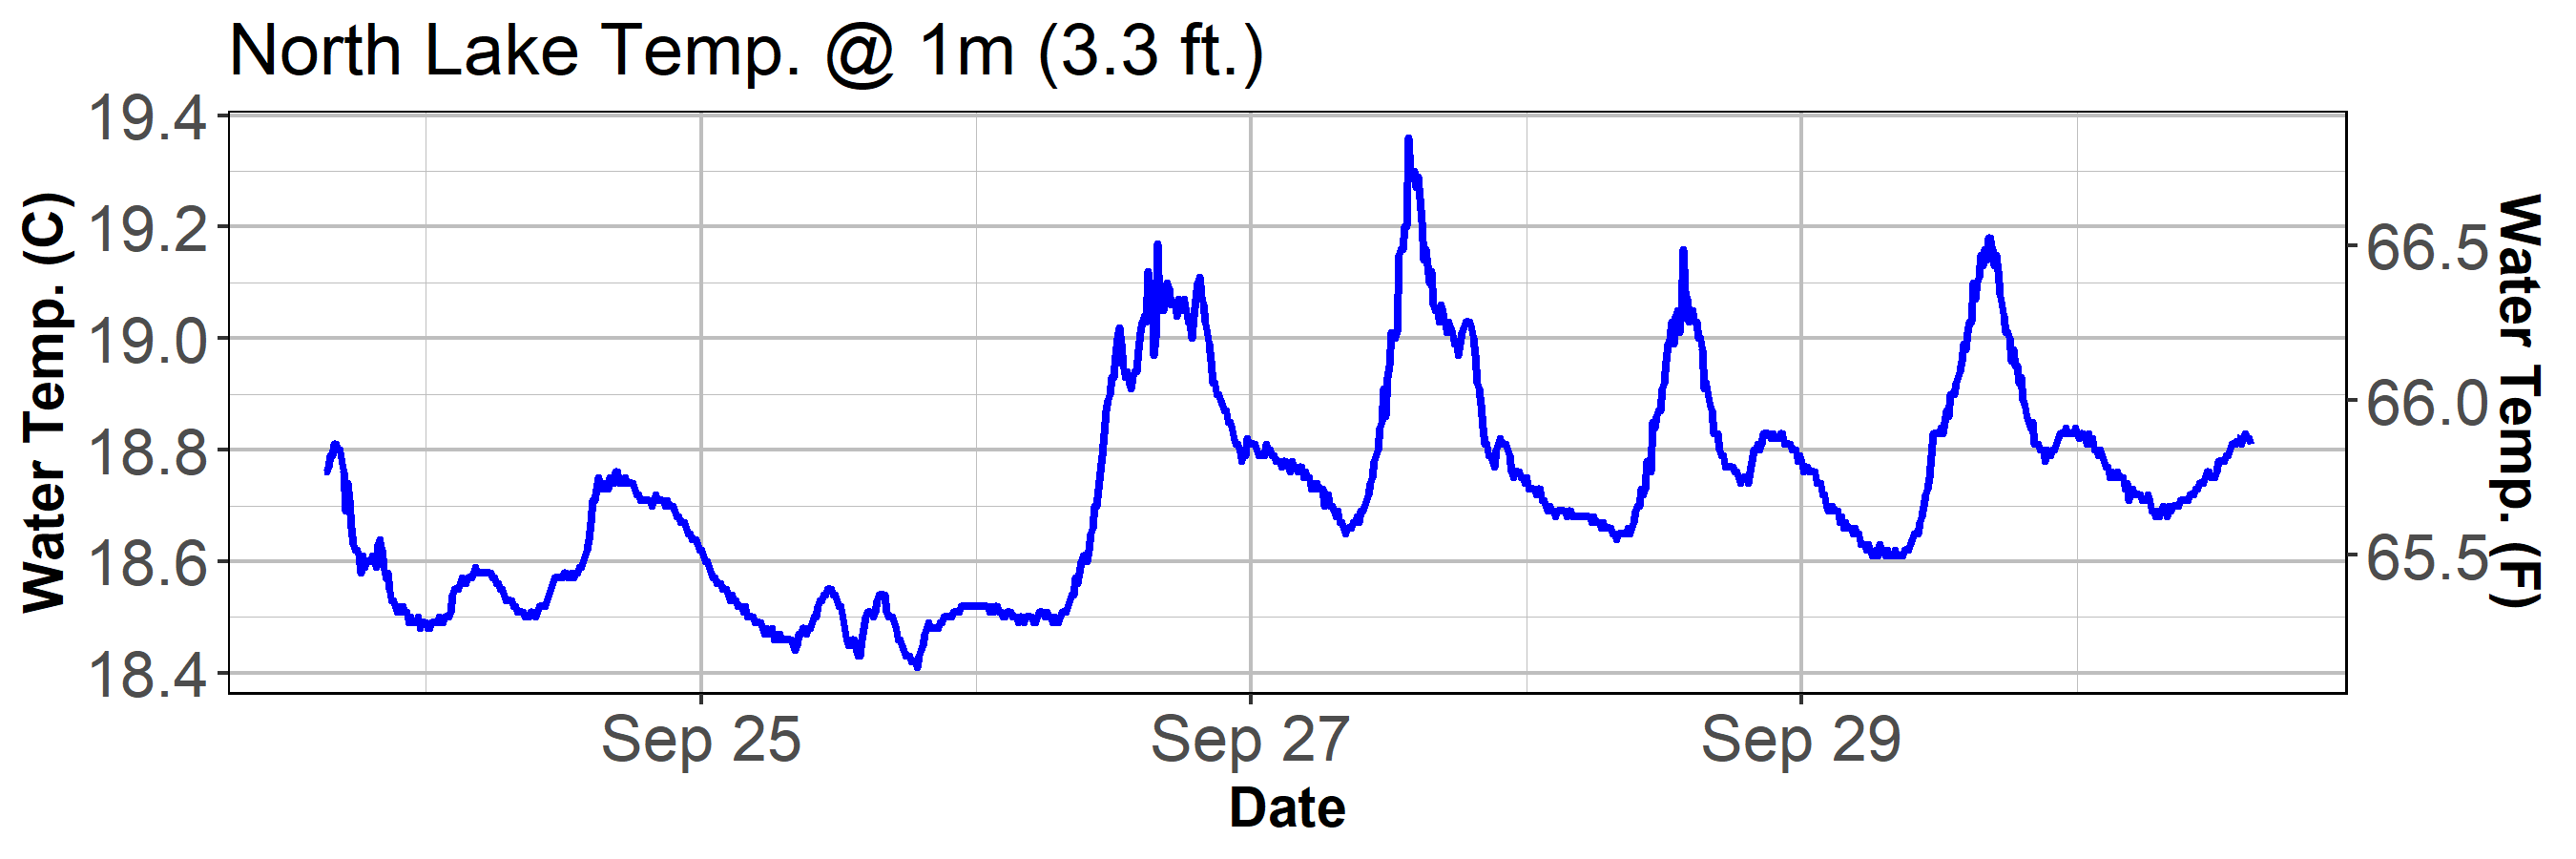 North Lake Temp. @ 1m (3.3 ft.)
Water Temp. (C)
19.4
19.2
19.0
18.8
18.6
18.4
66.5
66.0
65.5
Water Temp. (F)
Sep 25
Sep 27
Sep 29
Date